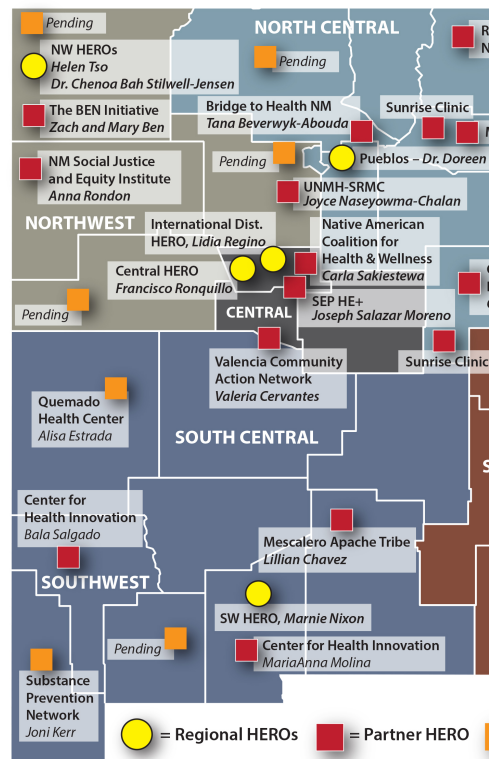 Pending
NORTH CENTRAL
NW HEROs
Helen Tso
Dr. Chenoa Bah Stilwell-Jensen
Pending
The BEN Initiative
Zach and Mary Ben
Bridge to Health NM
Tana Beverwyk-Abouda
Sunrise Clinic
Pending
Pueblos – Dr. Doreen
NM Social Justice
and Equity Institute
Anna Rondon
UNMH-SRMC
Joyce Naseyowma-Chalan
NORTHWEST
International Dist.
HERO, Lidia Regino
Native American
Coalition for
Health & Wellness
Carla Sakiestewa
Central HERO
Francisco Ronquillo
SEP HE+
Joseph Salazar Moreno
Pending
CENTRAL
Valencia Community
Action Network
Valeria Cervantes
Sunrise Clinic
Quemado
Health Center
Alisa Estrada
SOUTH CENTRAL
Center for
Health Innovation
Bala Salgado
Mescalero Apache Tribe
Lillian Chavez
SOUTHWEST
SW HERO, Marnie Nixon
Pending
Center for Health Innovation
MariaAnna Molina
Substance
Prevention
Network
Joni Kerr
= Regional HEROs
= Partner HERO